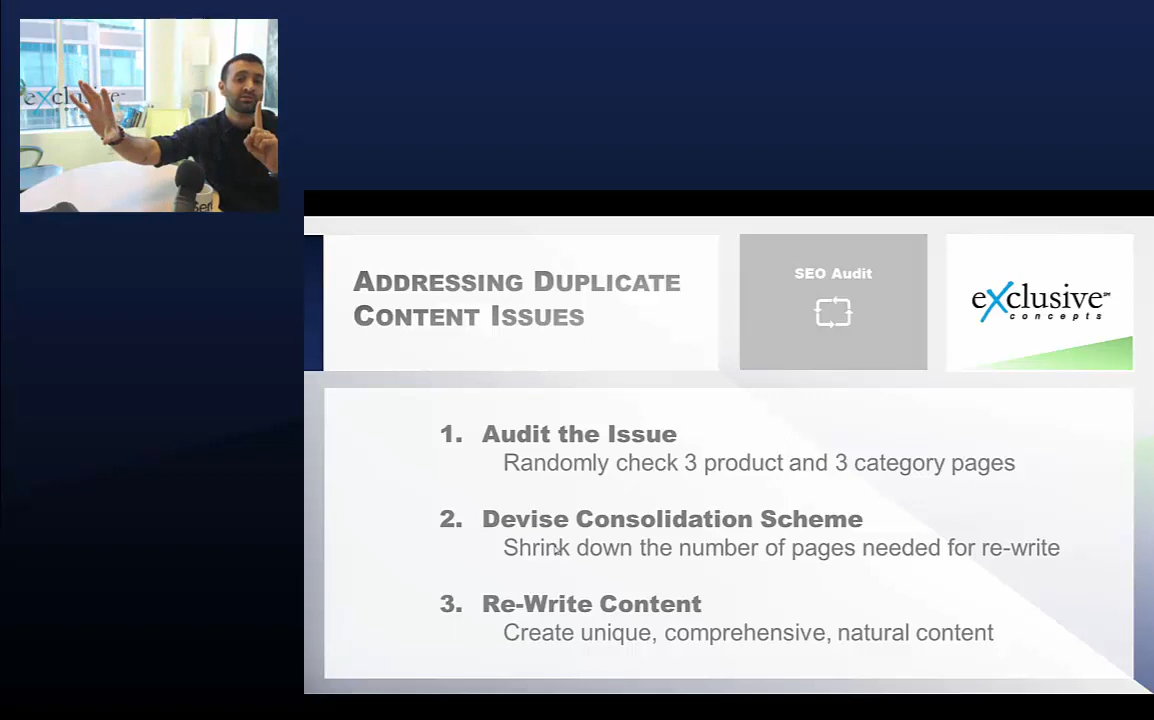 exclusive
ser
ADDRESSING DUPLICATE
CONTENT ISSUES
SEO Audit
eXclusive
concepts
1. Audit the Issue
Randomly check 3 product and 3 category pages
2. Devise Consolidation Scheme
Shrink down the number of pages needed for re-write
3. Re-Write Content
Create unique, comprehensive, natural content